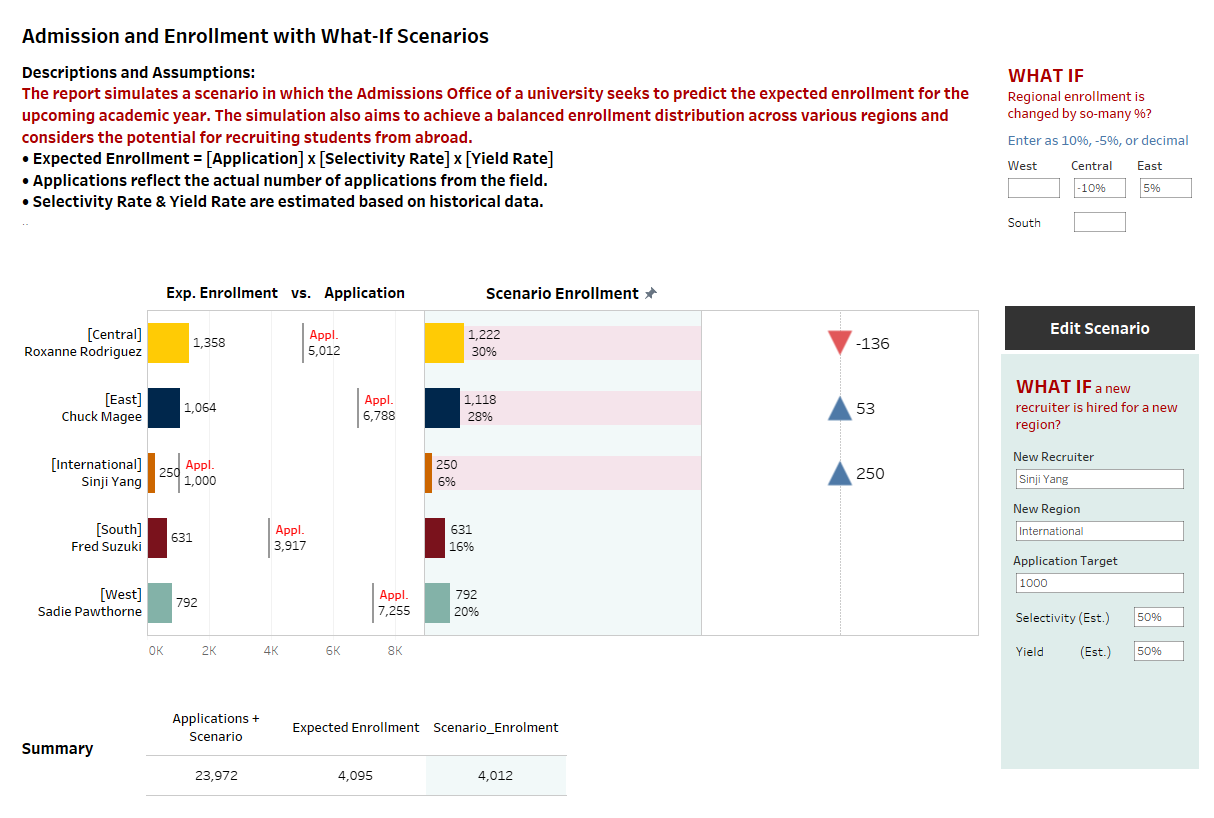 Admission and Enrollment with What-If Scenarios
Descriptions and Assumptions:
The report simulates a scenario in which the Admissions Office of a university seeks to predict the expected enrollment for the
upcoming academic year. The simulation also aims to achieve a balanced enrollment distribution across various regions and
considers the potential for recruiting students from abroad.
• Expected Enrollment = [Application] x [Selectivity Rate] x [Yield Rate]
• Applications reflect the actual number of applications from the field.
• Selectivity Rate & Yield Rate are estimated based on historical data.
..
WHAT IF
Regional enrollment is
changed by so-many %?
Enter as 10%, -5%, or decimal
West Central East
-10% 5%
South
Exp. Enrollment vs. Application
Scenario Enrollment
[Central]
Roxanne Rodriguez
1,358
Appl.
5,012
1,222
30%
-136
[East]
Chuck Magee
1,064
Appl.
6,788
1,118
28%
53
[International]
Sinji Yang
250
Appl.
1,000
250
6%
250
[South]
Fred Suzuki
631
Appl.
3,917
631
16%
[West]
Sadie Pawthorne
792
Appl.
7,255
792
20%
0K 2K 4K 6K 8K
Edit Scenario
WHAT IF a new
recruiter is hired for a new
region?
New Recruiter
Sinji Yang
New Region
International
Application Target
1000
Selectivity (Est.) 50%
Yield (Est.) 50%
Summary
Applications +
Scenario
Expected Enrollment
Scenario_Enrolment
23,972 4,095 4,012